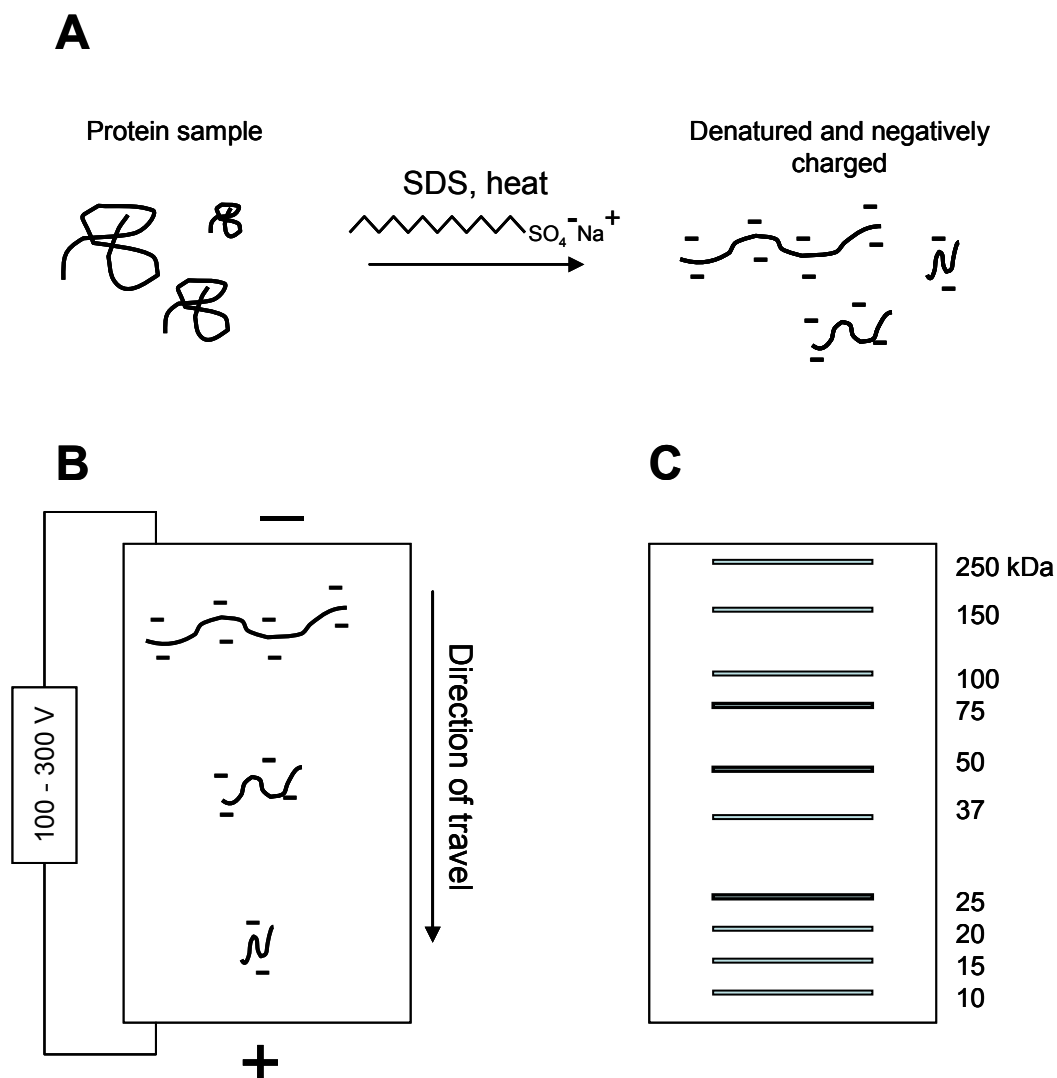 A
Protein sample
SDS, heat
SO4-Na+
Denatured and negatively
charged
B
C
100 - 300 V
Direction of travel
250 kDa
150
100
75
50
37
25
20
15
10